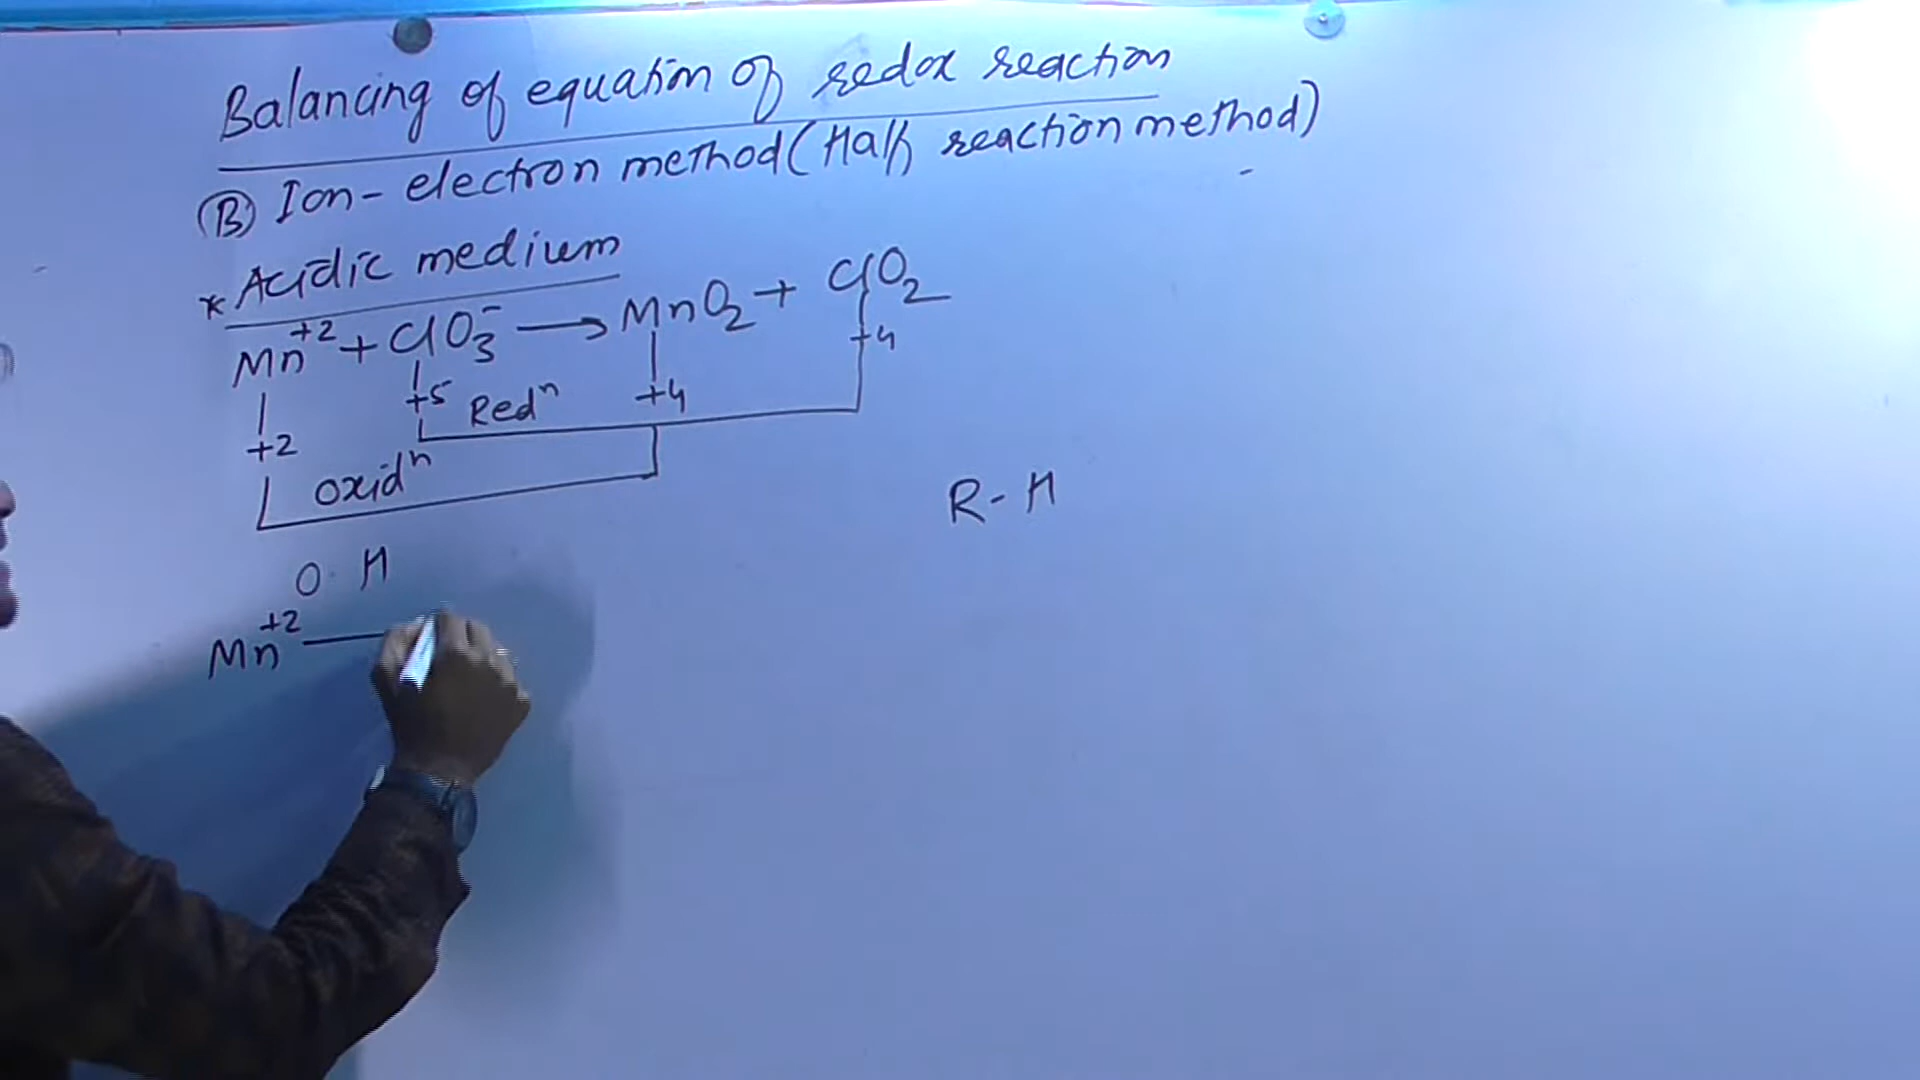 Balancing of equation of redox reaction
(B) Ion-electron method (Half reaction method)
* Acidic medium
Mn+2 + ClO3- → MnO2 + ClO2
+2 +5 +4 +4
Redn
Oxidn
R-H
O.H
Mn+2 —